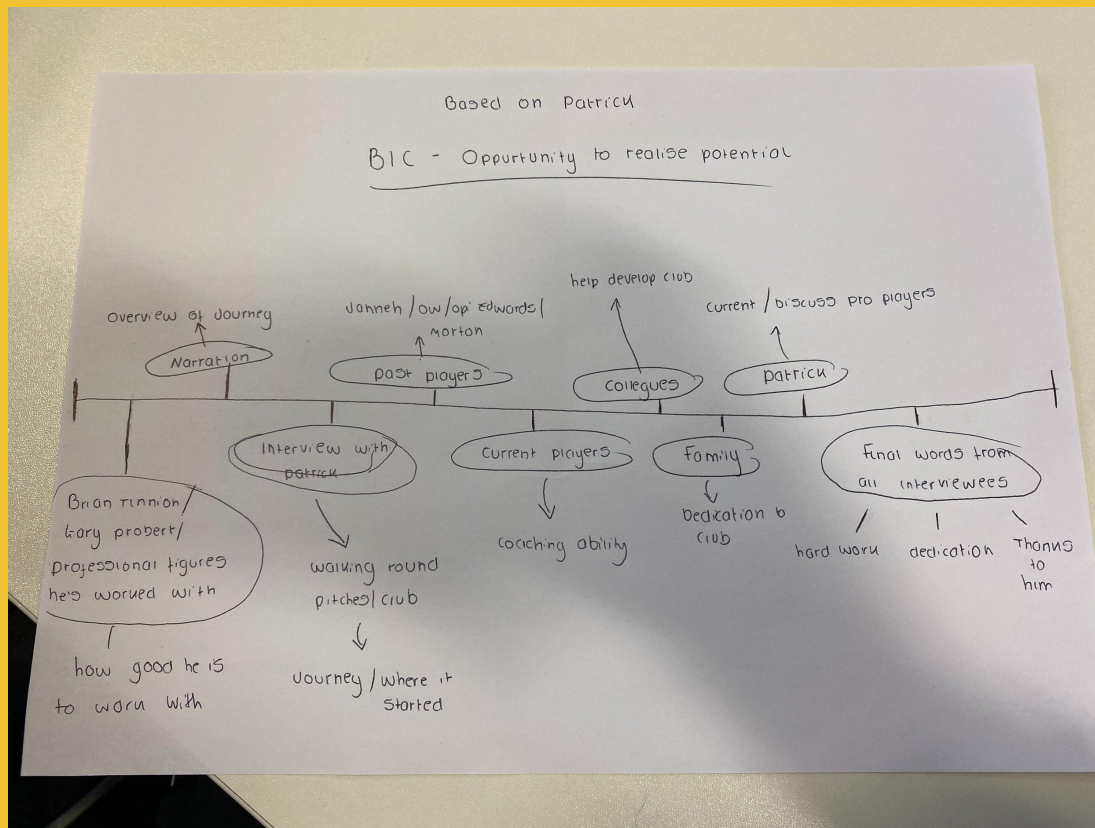 Based on Patrick
BIC - Oppurtunity to realise potential
Overview of Journey
Narration
Janneh / ow/opi Edwards/
Morton
past players
help develop club
collegues
current / Discuss pro players
patrick
Brian Tinnion/
Gary probert/
professional figures
he's worked with
how good he is
to work with
Interview with
patrick
walking round
pitches/ club
Journey / where it
started
current players
coaching ability
Family
Dedication to
club
Final words from
all interviewees
hard work
dedication
Thanks
to
him